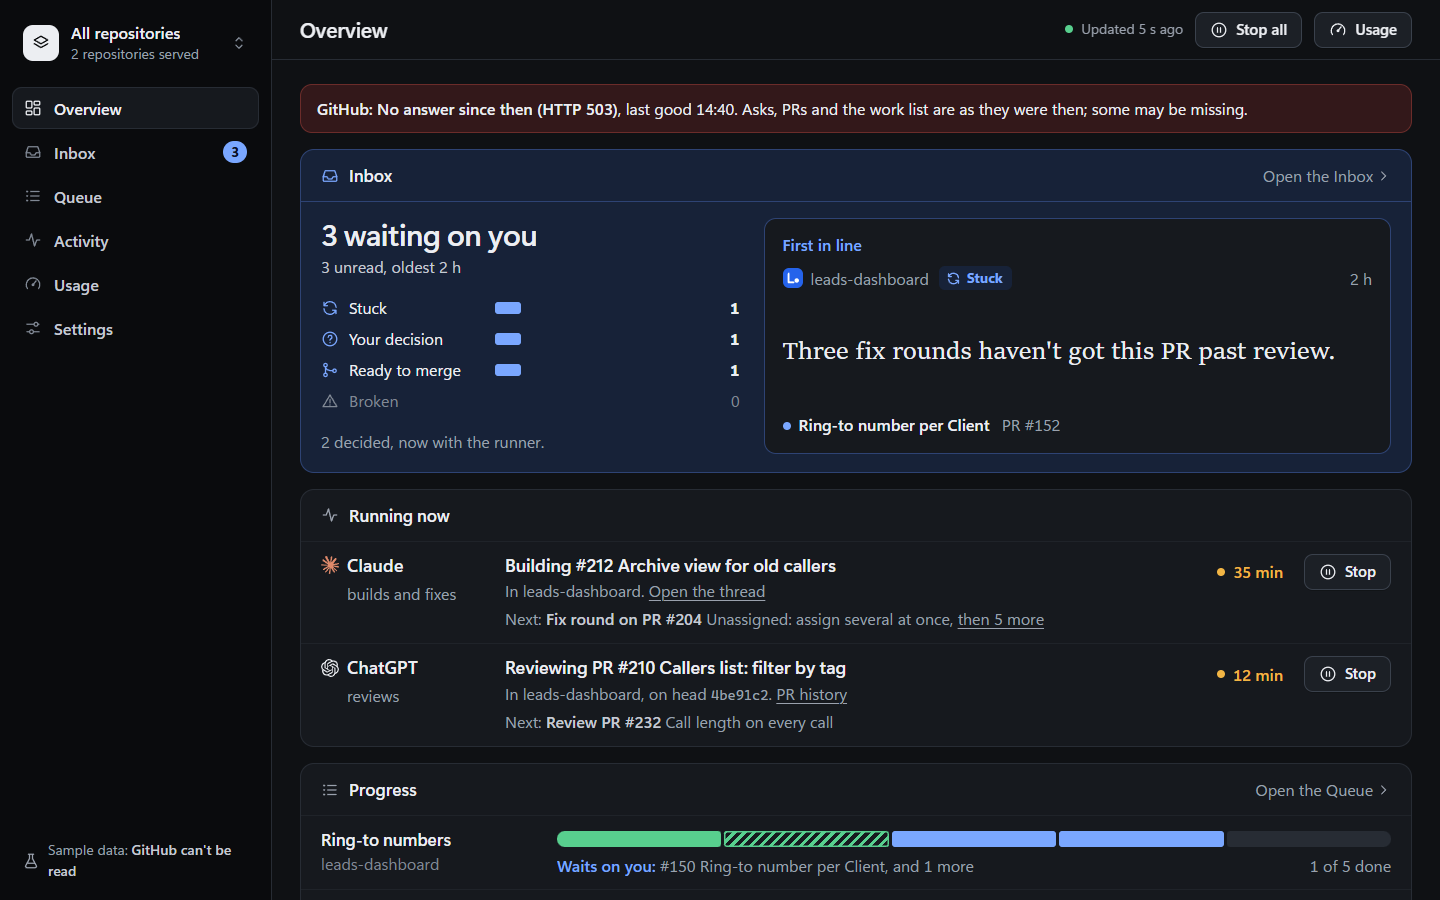 All repositories
2 repositories served
Overview
Inbox
3
Queue
Activity
Usage
Settings
Sample data: GitHub can't be
read
Overview
Updated 5 s ago
Stop all
Usage
GitHub: No answer since then (HTTP 503), last good 14:40. Asks, PRs and the work list are as they were then; some may be missing.
Inbox
Open the Inbox
3 waiting on you
3 unread, oldest 2 h
Stuck 1
Your decision 1
Ready to merge 1
Broken 0
2 decided, now with the runner.
First in line
L. leads-dashboard Stuck 2 h
Three fix rounds haven't got this PR past review.
Ring-to number per Client PR #152
Running now
Claude
builds and fixes
Building #212 Archive view for old callers
In leads-dashboard. Open the thread
Next: Fix round on PR #204 Unassigned: assign several at once, then 5 more
35 min
Stop
ChatGPT
reviews
Reviewing PR #210 Callers list: filter by tag
In leads-dashboard, on head 4be91c2. PR history
Next: Review PR #232 Call length on every call
12 min
Stop
Progress
Open the Queue
Ring-to numbers
leads-dashboard
Waits on you: #150 Ring-to number per Client, and 1 more
1 of 5 done